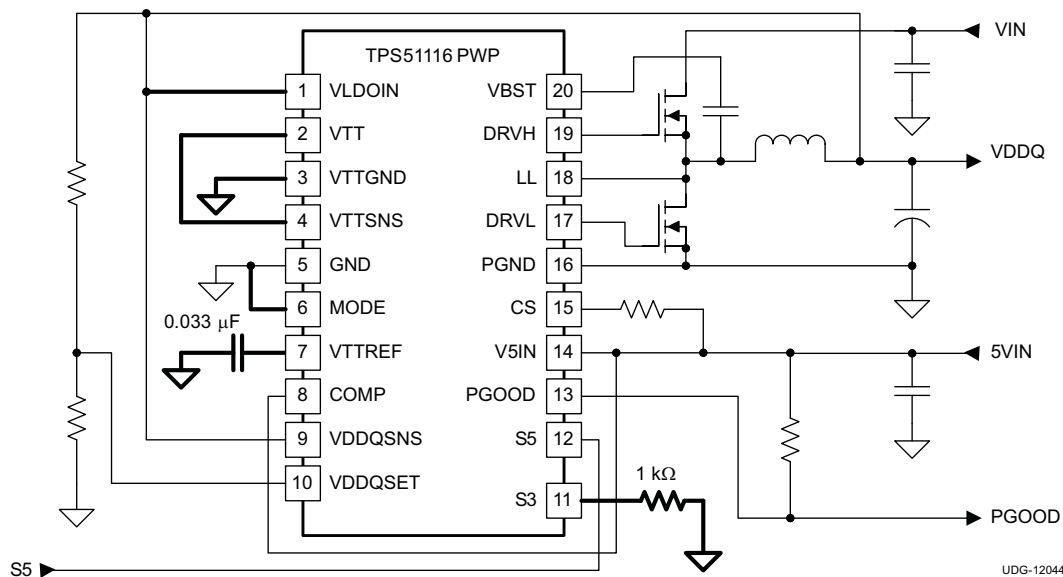 TPS51116 PWP
VIN
1 VLDOIN VBST 20
2 VTT DRVH 19
VDDQ
3 VTTGND LL 18
4 VTTSNS DRVL 17
5 GND PGND 16
6 MODE CS 15
0.033 μF
7 VTTREF V5IN 14
5VIN
8 COMP PGOOD 13
9 VDDQSNS S5 12
10 VDDQSET S3 11
1 kΩ
PGOOD
S5